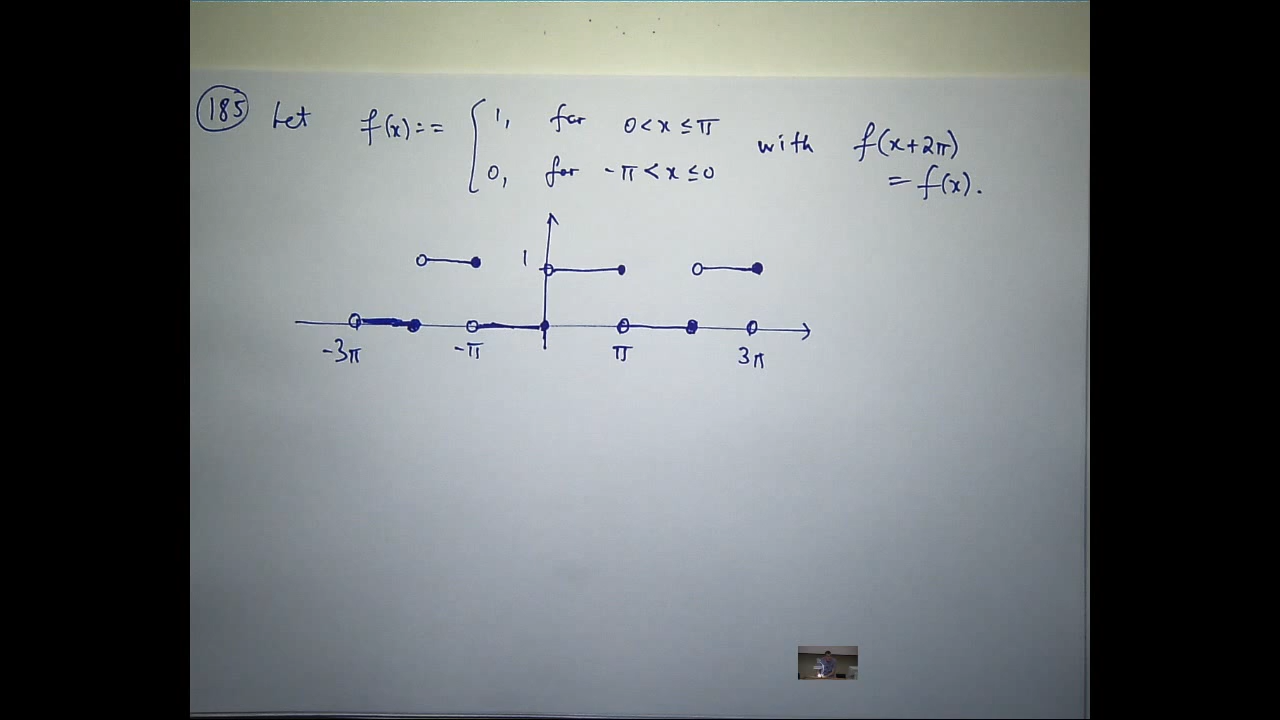 185 Let f(x):= { 1, for 0 < x ≤ π
0, for -π < x ≤ 0
with f(x+2π)
= f(x).
1
-3π -π π 3π